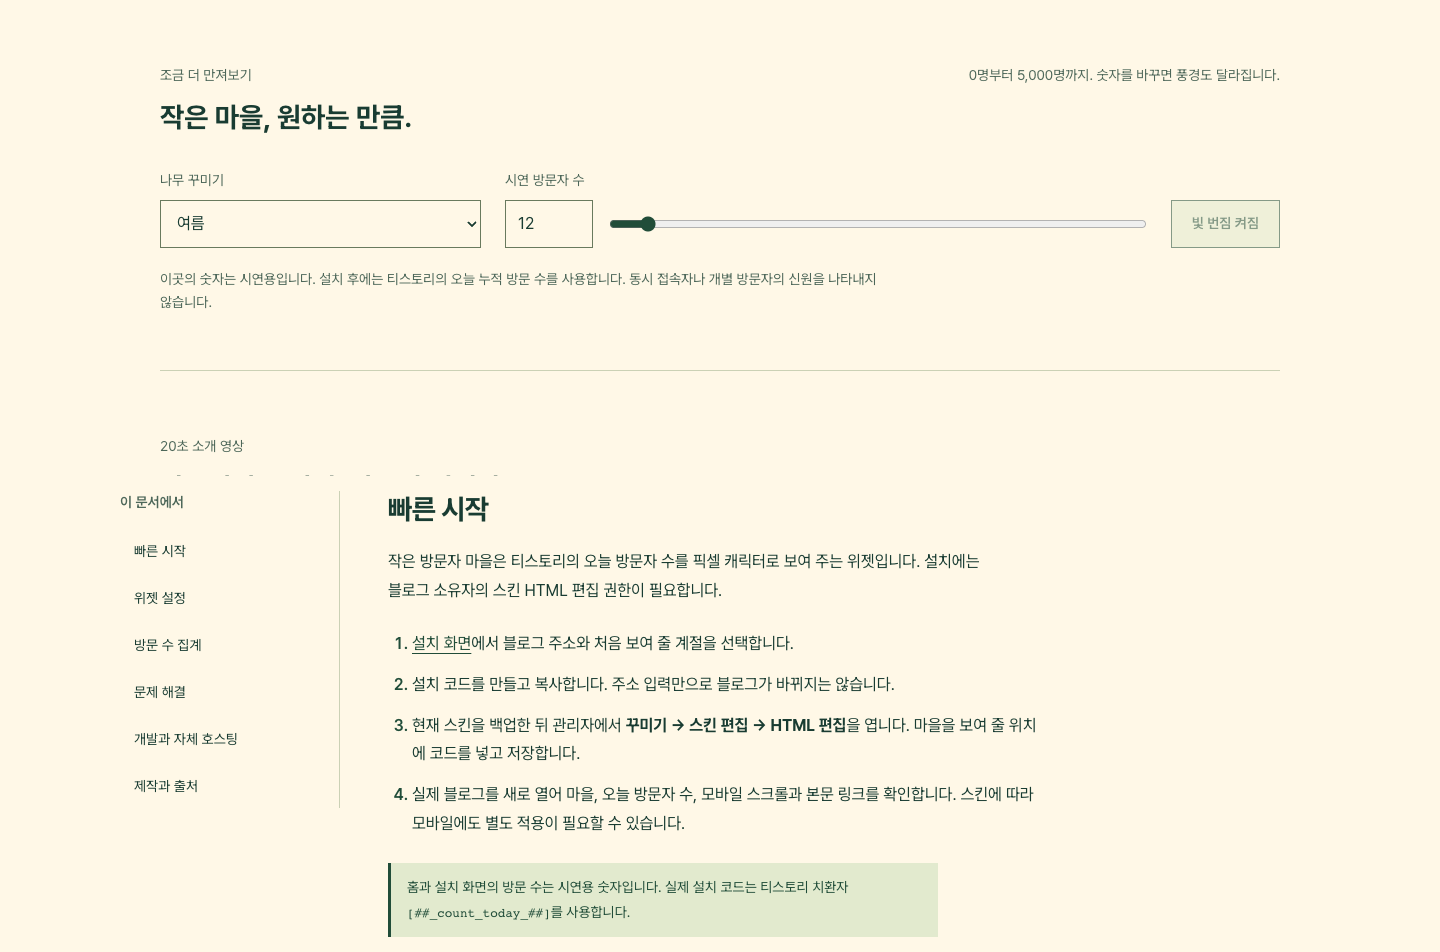 조금 더 만져보기
0명부터 5,000명까지. 숫자를 바꾸면 풍경도 달라집니다.
작은 마을, 원하는 만큼.
나무 꾸미기
시연 방문자 수
여름
12
빛 번짐 켜짐
이곳의 숫자는 시연용입니다. 설치 후에는 티스토리의 오늘 누적 방문 수를 사용합니다. 동시 접속자나 개별 방문자의 신원을 나타내지
않습니다.
20초 소개 영상
이 문서에서
빠른 시작
위젯 설정
방문 수 집계
문제 해결
개발과 자체 호스팅
제작과 출처
빠른 시작
작은 방문자 마을은 티스토리의 오늘 방문자 수를 픽셀 캐릭터로 보여 주는 위젯입니다. 설치에는
블로그 소유자의 스킨 HTML 편집 권한이 필요합니다.
1. 설치 화면에서 블로그 주소와 처음 보여 줄 계절을 선택합니다.
2. 설치 코드를 만들고 복사합니다. 주소 입력만으로 블로그가 바뀌지는 않습니다.
3. 현재 스킨을 백업한 뒤 관리자에서 꾸미기 → 스킨 편집 → HTML 편집을 엽니다. 마을을 보여 줄 위치
에 코드를 넣고 저장합니다.
4. 실제 블로그를 새로 열어 마을, 오늘 방문자 수, 모바일 스크롤과 본문 링크를 확인합니다. 스킨에 따라
모바일에도 별도 적용이 필요할 수 있습니다.
홈과 설치 화면의 방문 수는 시연용 숫자입니다. 실제 설치 코드는 티스토리 치환자
[##_count_today_##]를 사용합니다.